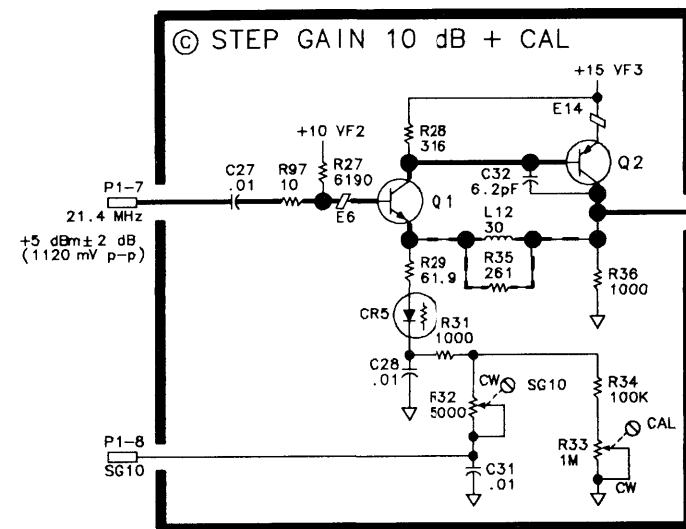 Ⓒ STEP GAIN 10 dB + CAL
+15 VF3
E14
+10 VF2
R28
316
C27
.01
R97
10
R27
6190
C32
6.2pF
Q2
P1-7
E6
Q1
21.4 MHz
+5 dBm± 2 dB
(1120 mV p-p)
L12
30
R35
261
R29
61.9
R36
1000
CR5
R31
1000
C28
.01
CW
SG10
R32
5000
R34
100K
CAL
R33
1M
P1-8
SG10
C31
.01
CW